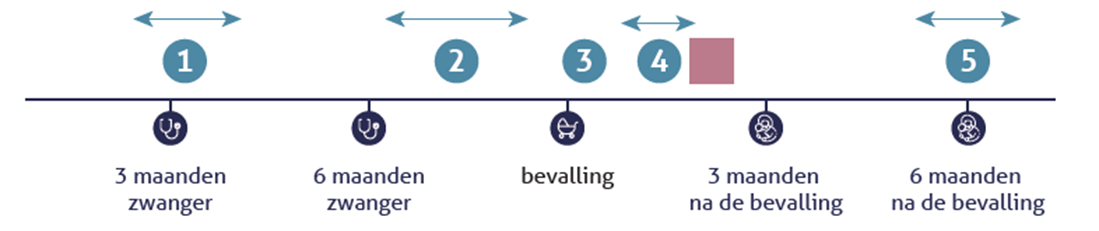 1 2 3 4 5
3 maanden
zwanger
6 maanden
zwanger
bevalling
3 maanden
na de bevalling
6 maanden
na de bevalling